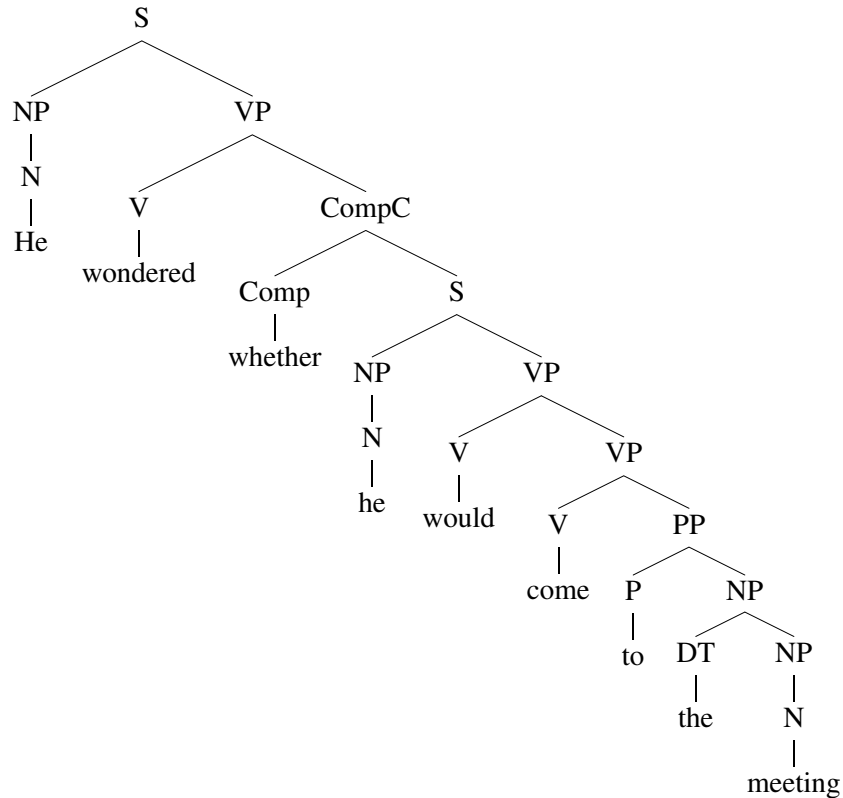 S
NP VP
N
V CompC
He
wondered
Comp S
whether
NP VP
N
V VP
he
would
V PP
come
P NP
to
DT NP
the
N
meeting